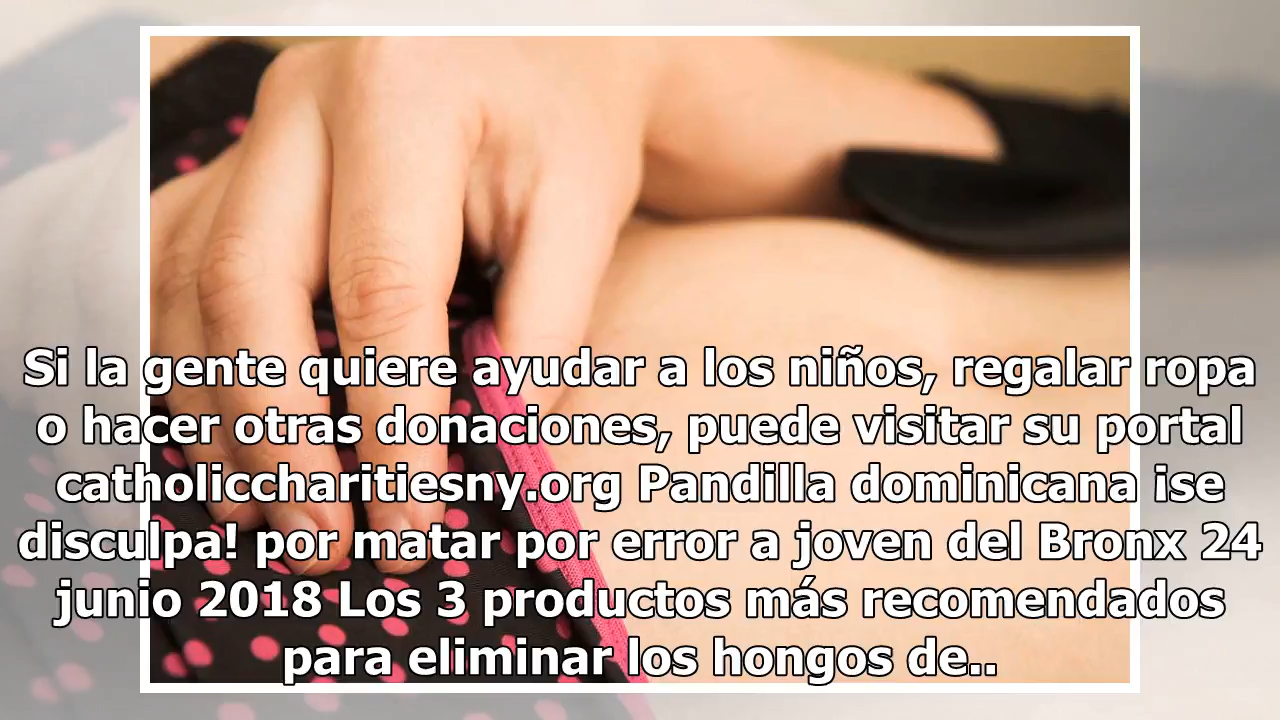 Si la gente quiere ayudar a los niños, regalar ropa
o hacer otras donaciones, puede visitar su portal
catholiccharitiesny.org Pandilla dominicana ise
disculpa! por matar por error a joven del Bronx 24
junio 2018 Los 3 productos más recomendados
para eliminar los hongos de..